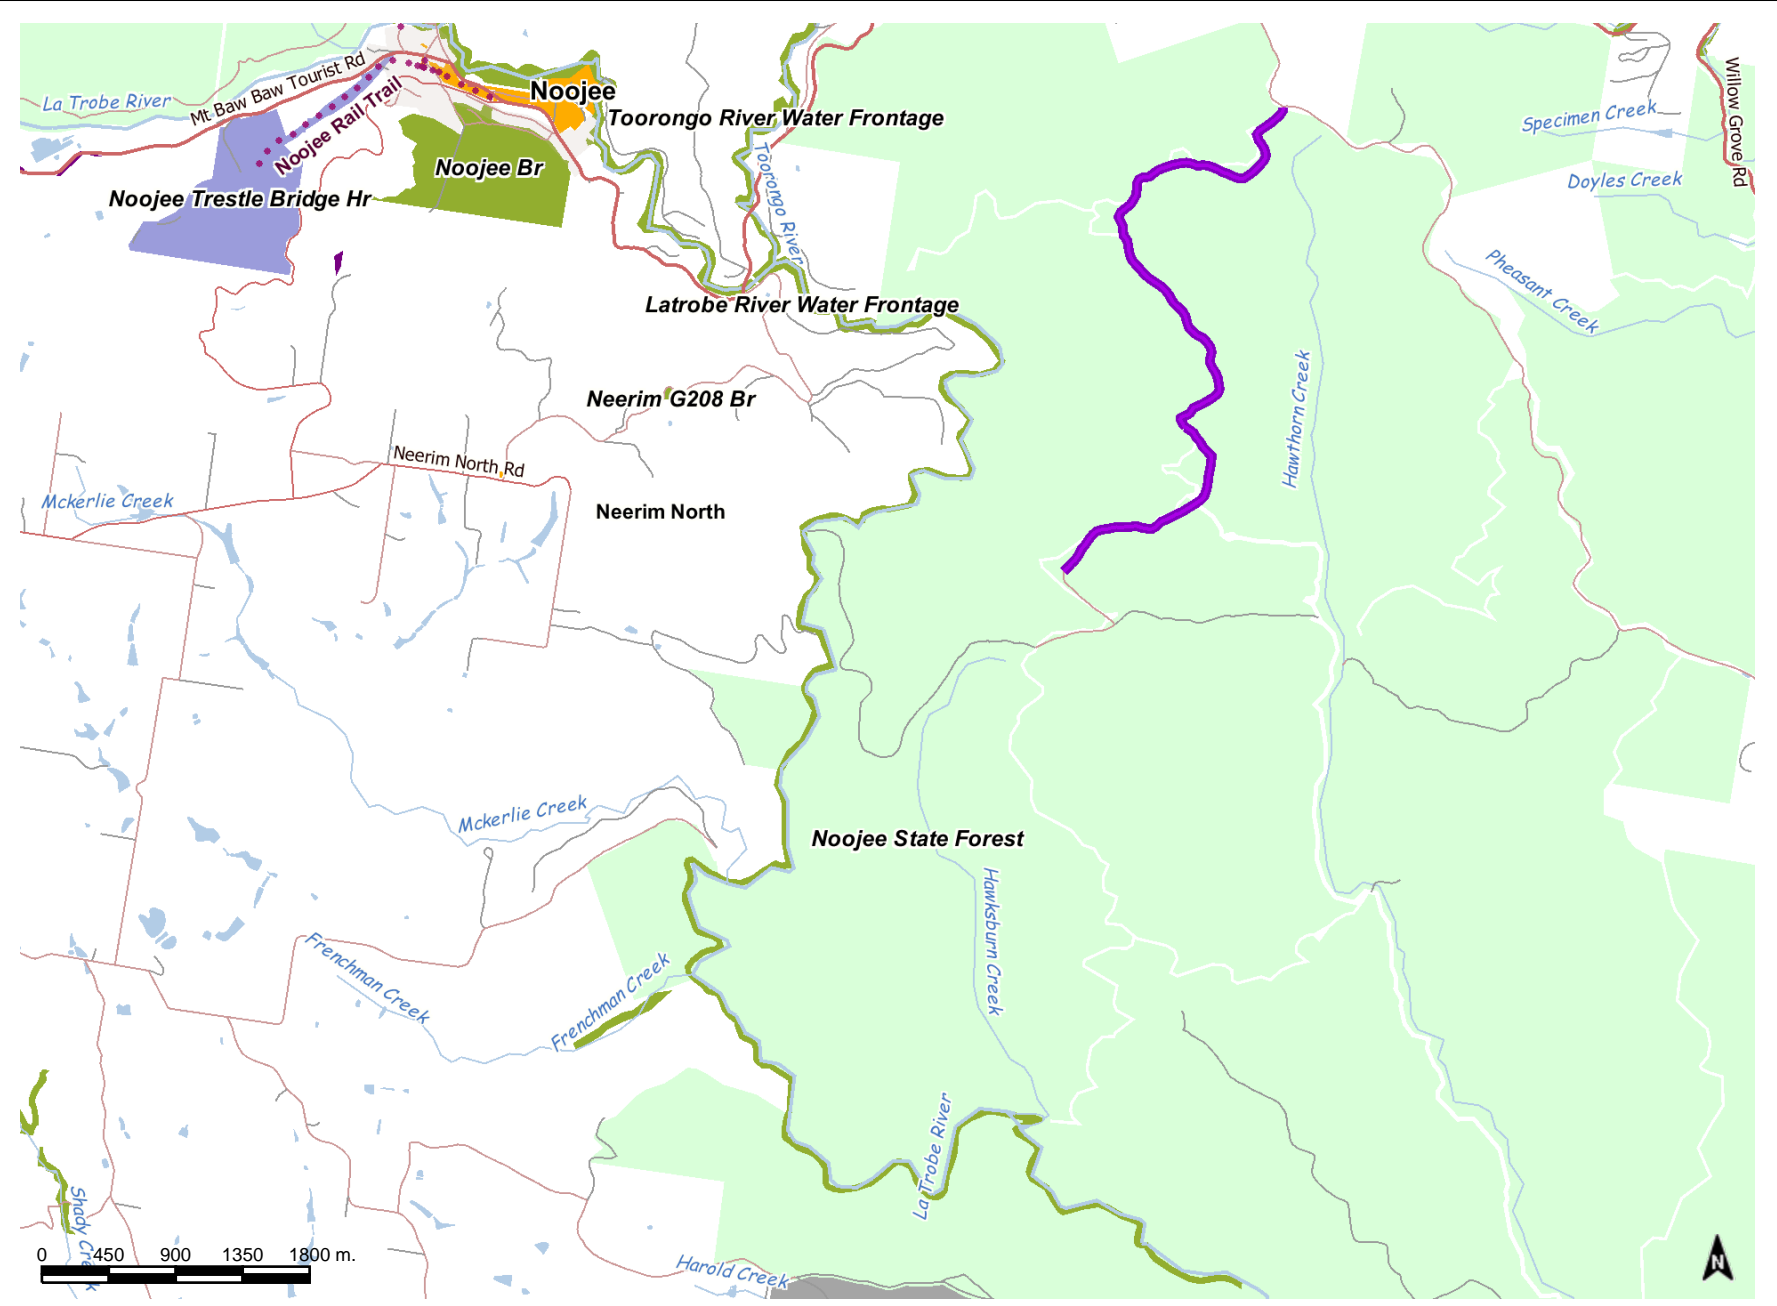 Mt Baw Baw Tourist Rd
La Trobe River
Noojee
Willow Grove Rd
Noojee Rail Trail
Toorongo River Water Frontage
Specimen Creek
Noojee Br
Toorongo River
Doyles Creek
Noojee Trestle Bridge Hr
Pheasant Creek
Latrobe River Water Frontage
Neerim G208 Br
Hawthorn Creek
Neerim North Rd
Mckerlie Creek
Neerim North
Mckerlie Creek
Noojee State Forest
Hawksburn Creek
Frenchman Creek
Frenchman Creek
La Trobe River
Shady Creek
Harold Creek
0 450 900 1350 1800 m.
N